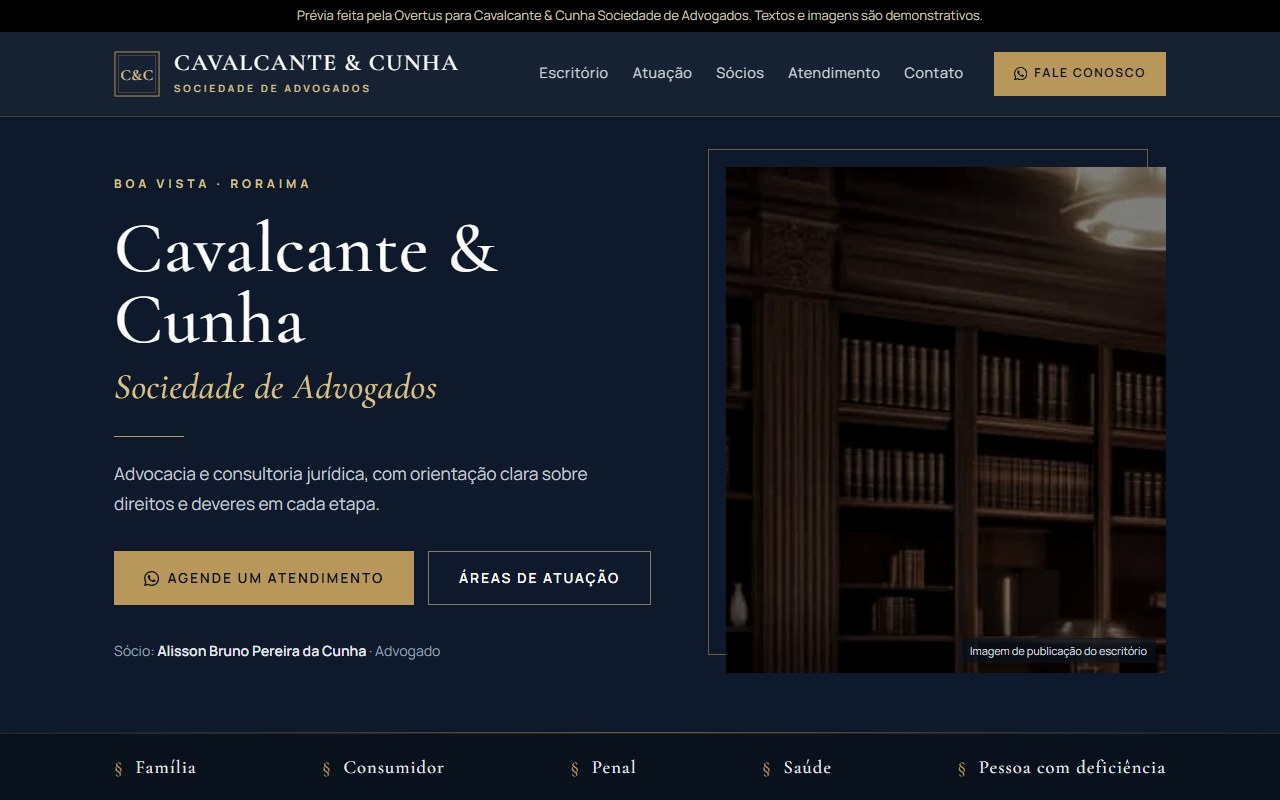 Prévia feita pela Overtus para Cavalcante & Cunha Sociedade de Advogados. Textos e imagens são demonstrativos.
C&C
CAVALCANTE & CUNHA
SOCIEDADE DE ADVOGADOS
Escritório
Atuação
Sócios
Atendimento
Contato
FALE CONOSCO
BOA VISTA · RORAIMA
Cavalcante &
Cunha
Sociedade de Advogados
Advocacia e consultoria jurídica, com orientação clara sobre
direitos e deveres em cada etapa.
AGENDE UM ATENDIMENTO
ÁREAS DE ATUAÇÃO
Sócio: Alisson Bruno Pereira da Cunha · Advogado
Imagem de publicação do escritório
§ Família
§ Consumidor
§ Penal
§ Saúde
§ Pessoa com deficiência